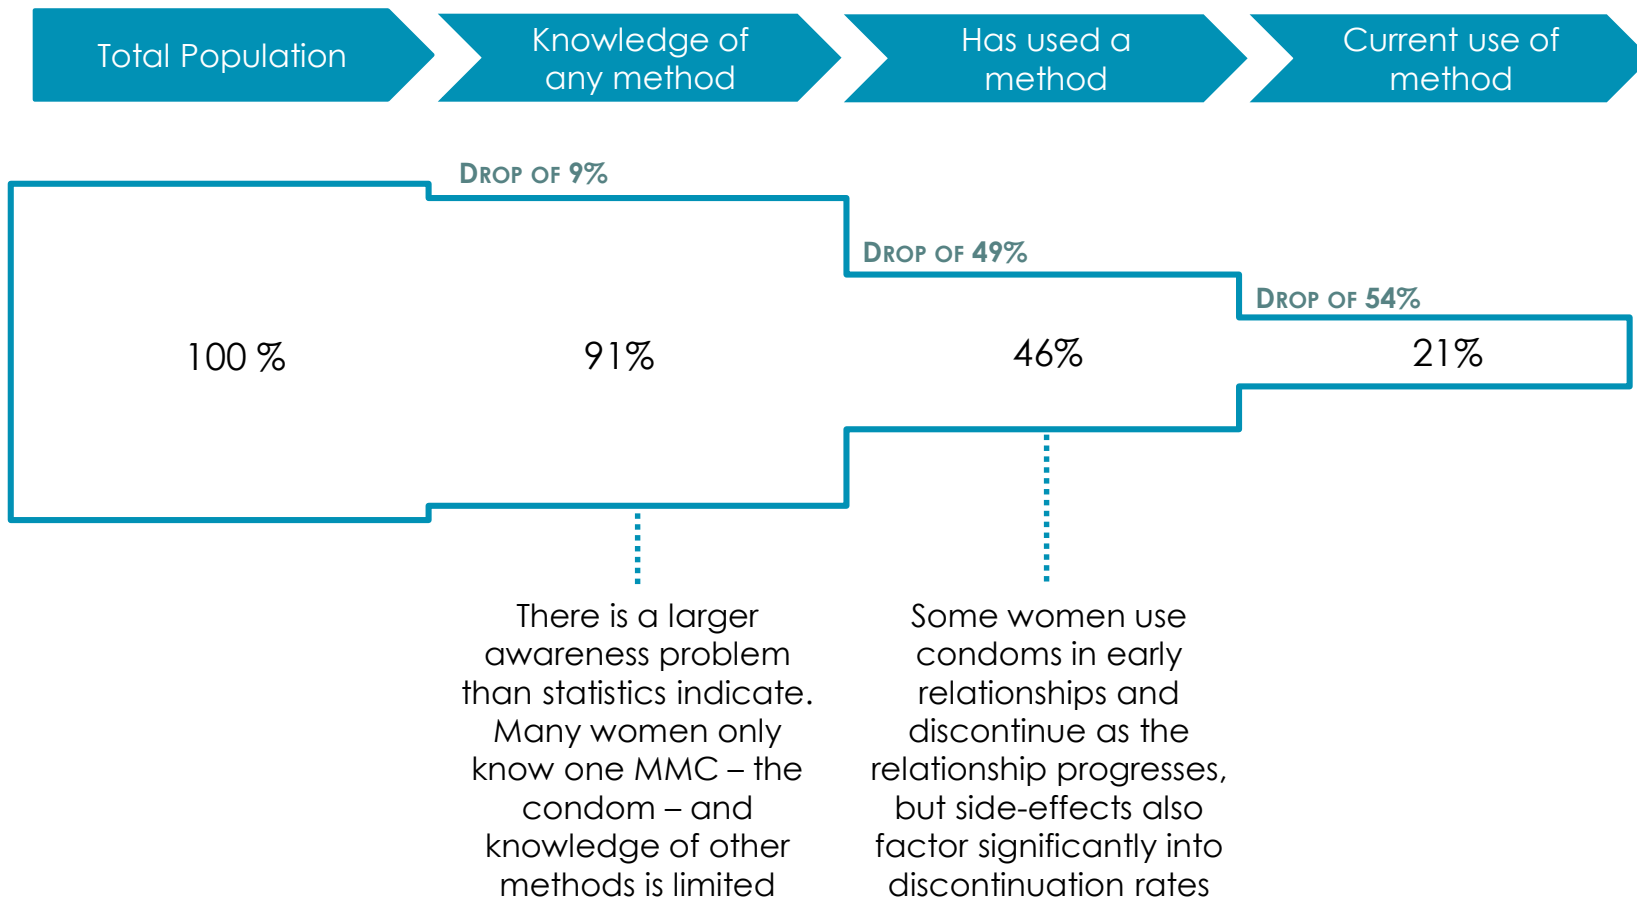 Total Population
Knowledge of
any method
Has used a
method
Current use of
method
DROP OF 9%
DROP OF 49%
DROP OF 54%
100 %
91%
46%
21%
There is a larger
awareness problem
than statistics indicate.
Many women only
know one MMC – the
condom – and
knowledge of other
methods is limited
Some women use
condoms in early
relationships and
discontinue as the
relationship progresses,
but side-effects also
factor significantly into
discontinuation rates